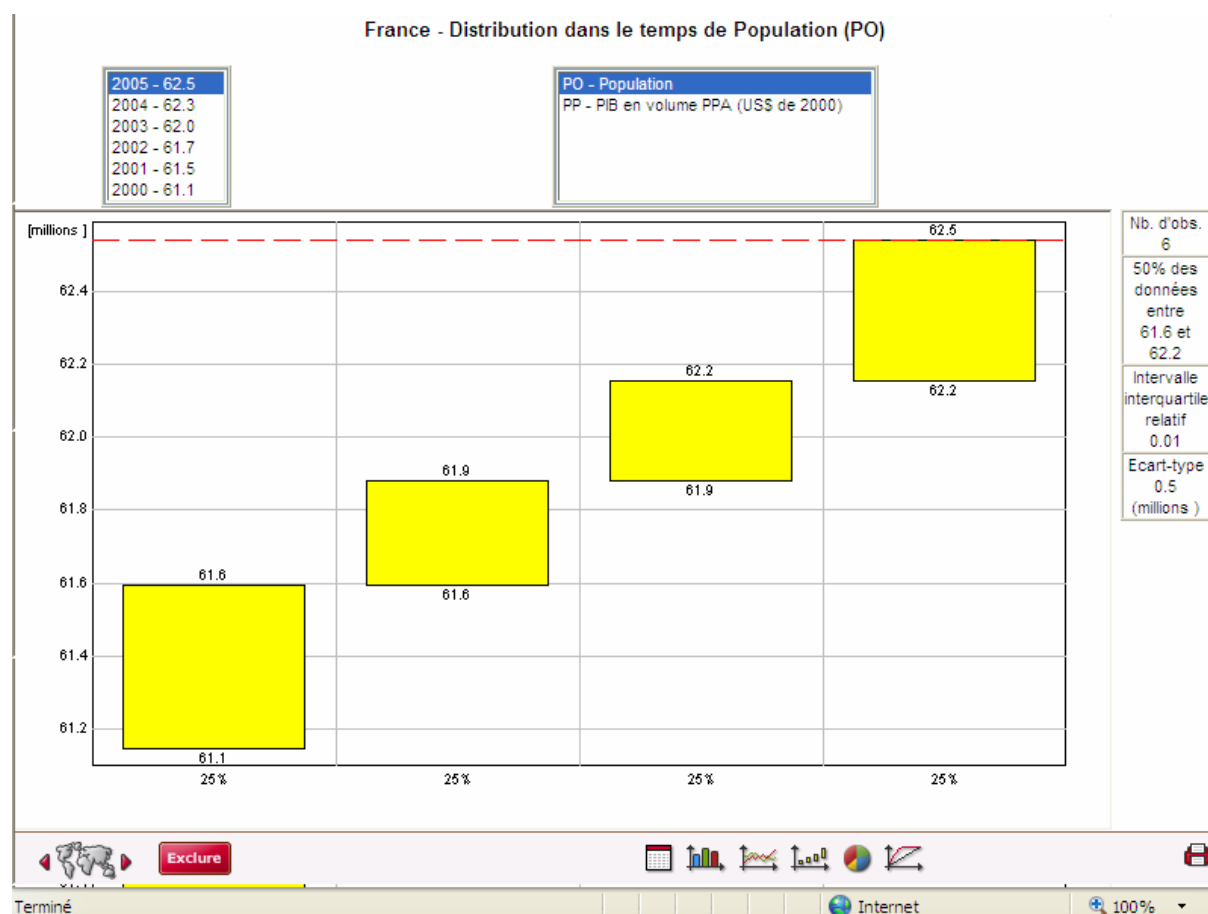 France - Distribution dans le temps de Population (PO)
2005 - 62.5
2004 - 62.3
2003 - 62.0
2002 - 61.7
2001 - 61.5
2000 - 61.1
PO - Population
PP - PIB en volume PPA (US$ de 2000)
[millions ]
62.4
62.2
62.0
61.8
61.6
61.4
61.2
61.6
61.1
61.9
61.6
62.2
61.9
62.5
62.2
25%
25%
25%
25%
Nb. d'obs.
6
50% des
données
entre
61.6 et
62.2
Intervalle
interquartile
relatif
0.01
Ecart-type
0.5
(millions )
Exclure
Terminé
Internet
100%